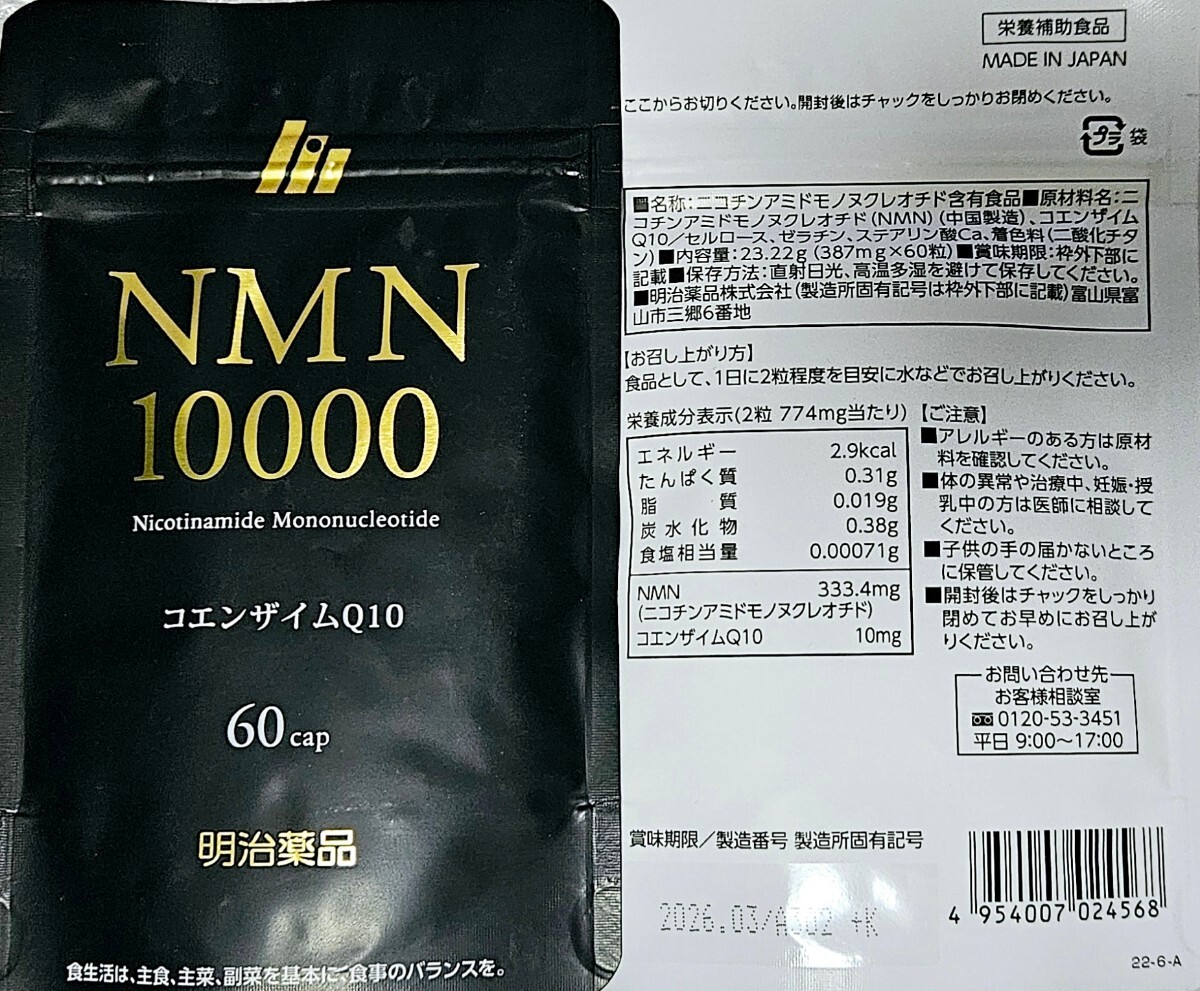 NMN
10000
Nicotinamide Mononucleotide
コエンザイムQ10
60cap
明治薬品
食生活は、主食、主菜、副菜を基本に、食事のバランスを。
栄養補助食品
MADE IN JAPAN
ここからお切りください。開封後はチャックをしっかりお閉めください。
プラ 袋
■名称:ニコチンアミドモノヌクレオチド含有食品■原材料名:ニ
コチンアミドモノヌクレオチド(NMN)(中国製造)、コエンザイム
Q10/セルロース、ゼラチン、ステアリン酸Ca、着色料(二酸化チタ
ン)■内容量:23.22g(387mg×60粒)■賞味期限:枠外下部に
記載■保存方法:直射日光、高温多湿を避けて保存してください。
■明治薬品株式会社(製造所固有記号は枠外下部に記載)富山県富
山市三郷6番地
【お召し上がり方】
食品として、1日に2粒程度を目安に水などでお召し上がりください。
栄養成分表示(2粒 774mg当たり)
エネルギー 2.9kcal
たんぱく質 0.31g
脂質 0.019g
炭水化物 0.38g
食塩相当量 0.00071g
NMN 333.4mg
(ニコチンアミドモノヌクレオチド)
コエンザイムQ10 10mg
【ご注意】
■アレルギーのある方は原材
料を確認してください。
■体の異常や治療中、妊娠・授
乳中の方は医師に相談して
ください。
■子供の手の届かないところ
に保管してください。
■開封後はチャックをしっかり
閉めてお早めにお召し上が
りください。
お問い合わせ先
お客様相談室
0120-53-3451
平日 9:00～17:00
賞味期限/製造番号 製造所固有記号
2026.03/A302 +K
4 954007 024568
22-6-A